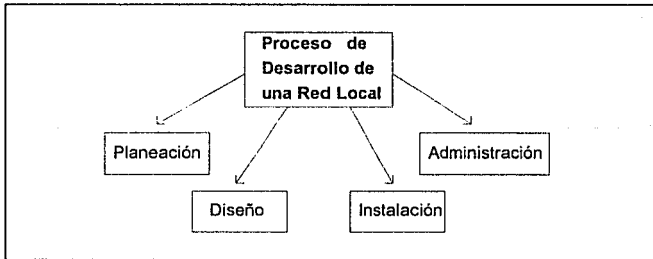 Proceso de
Desarrollo de
una Red Local
Planeación
Administración
Diseño
Instalación